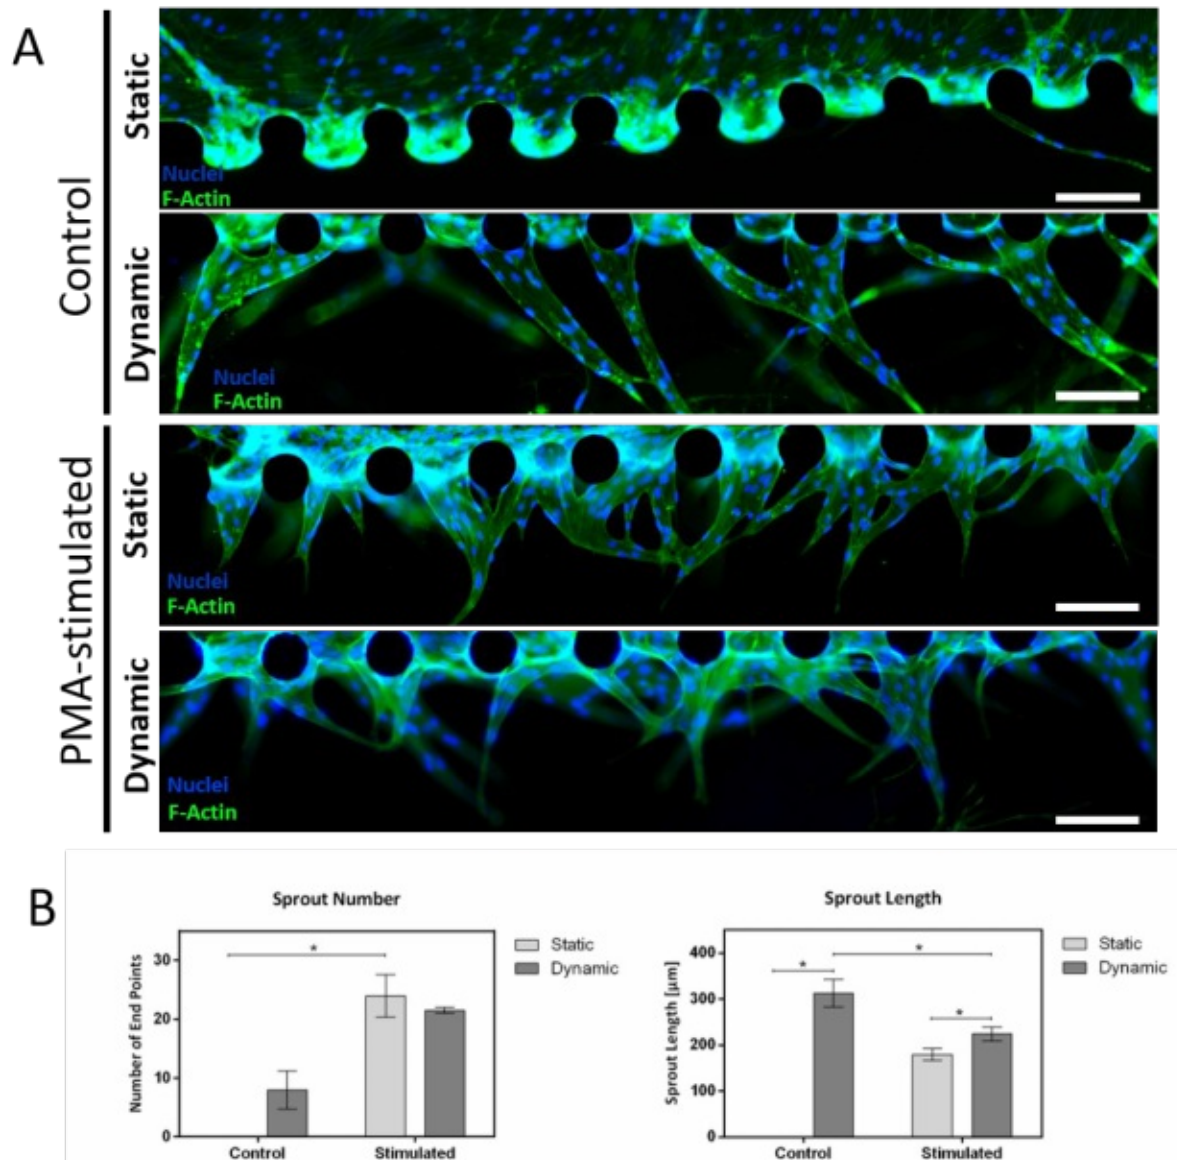 A
Control
Static
Nuclei
F-Actin
Dynamic
Nuclei
F-Actin
PMA-stimulated
Static
Nuclei
F-Actin
Dynamic
Nuclei
F-Actin
B
Sprout Number
Number of End Points
30
20
10
0
*
Control
Stimulated
Static
Dynamic
Sprout Length
Sprout Length [µm]
400
300
200
100
0
*
*
*
Control
Stimulated
Static
Dynamic